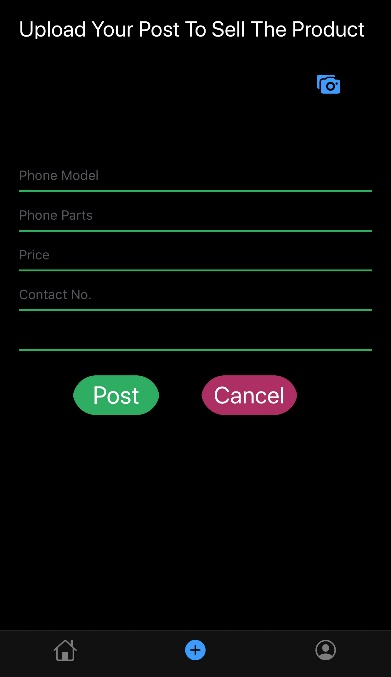 Upload Your Post To Sell The Product
Phone Model
Phone Parts
Price
Contact No.
Post
Cancel